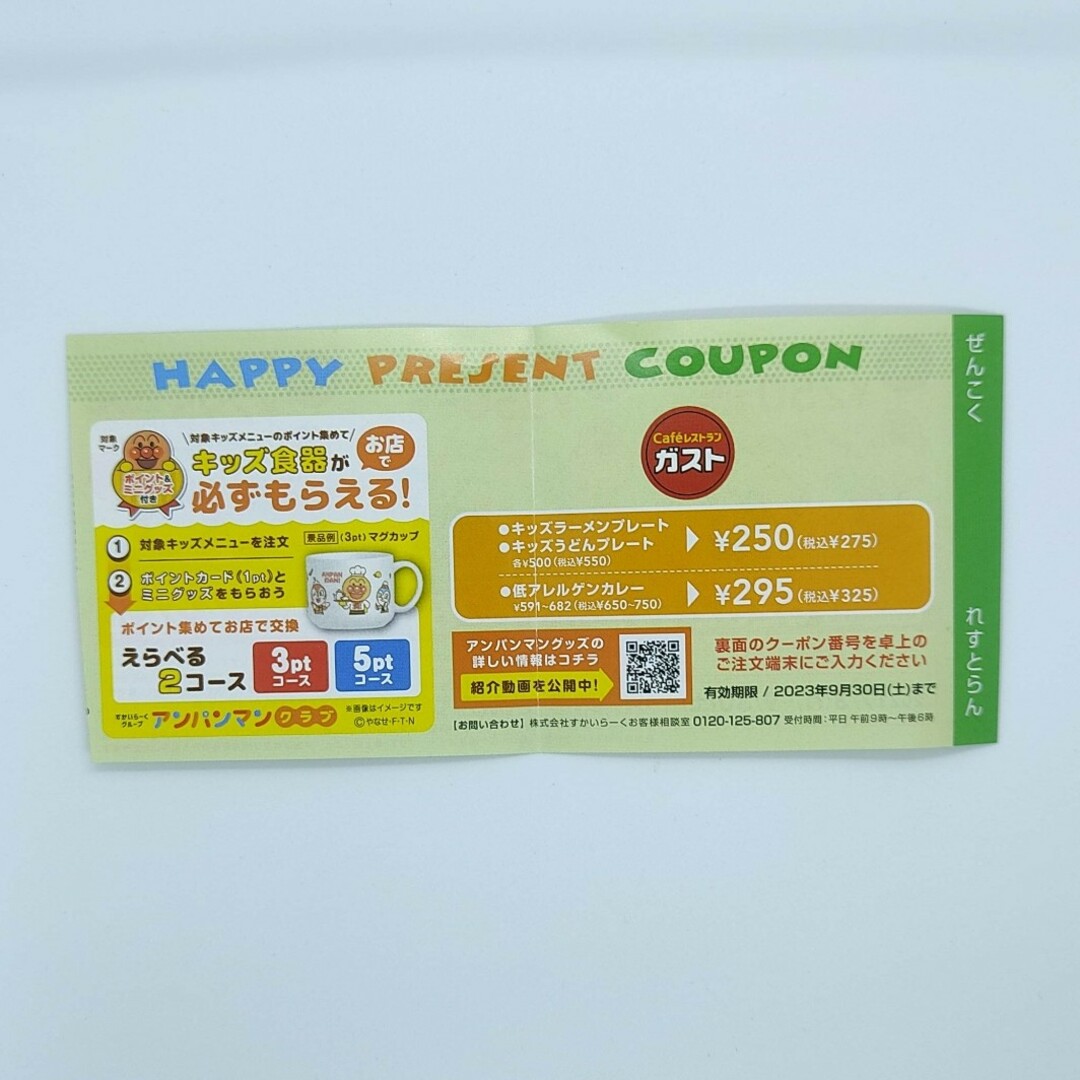 HAPPY PRESENT COUPON
対象
マーク
ポイント&
ミニグッズ
付き
対象キッズメニューのポイント集めて
キッズ食器が
お店で
必ずもらえる!
1 対象キッズメニューを注文
2 ポイントカード(1pt)と
ミニグッズをもらおう
景品例 (3pt)マグカップ
ANPAN
MAN!
ポイント集めてお店で交換
えらべる
2コース
3pt
コース
5pt
コース
すかいらーく
グループ
アンパンマンクラブ
※画像はイメージです
©やなせ・F・T・N
Caféレストラン
ガスト
●キッズラーメンプレート
●キッズうどんプレート
各¥500(税込¥550)
¥250(税込¥275)
●低アレルゲンカレー
¥591~682(税込¥650~750)
¥295(税込¥325)
アンパンマングッズの
詳しい情報はコチラ
紹介動画を公開中!
裏面のクーポン番号を卓上の
ご注文端末にご入力ください
有効期限 / 2023年9月30日(土)まで
【お問い合わせ】株式会社すかいらーくお客様相談室 0120-125-807 受付時間:平日 午前9時~午後6時
ぜんこく
れすとらん